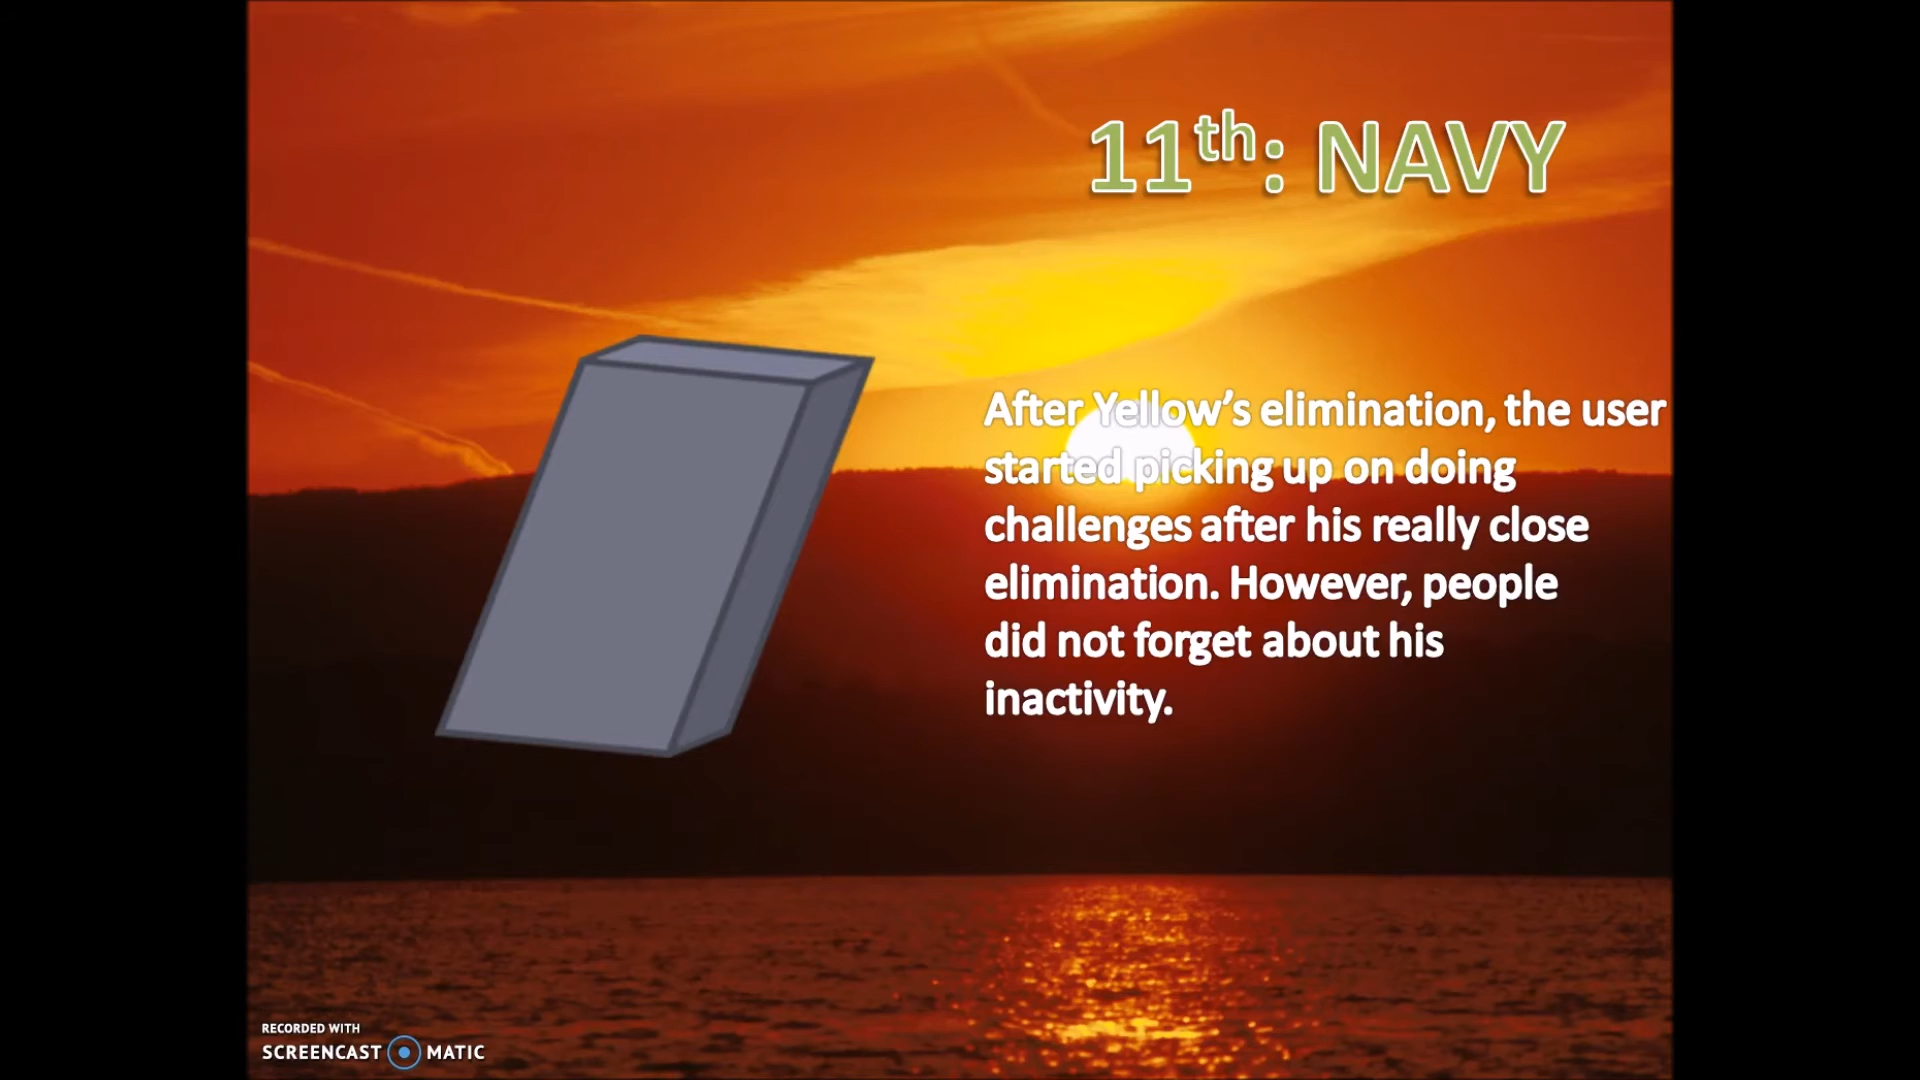 11th: NAVY
After Yellow's elimination, the user
started picking up on doing
challenges after his really close
elimination. However, people
did not forget about his
inactivity.
RECORDED WITH
SCREENCAST MATIC